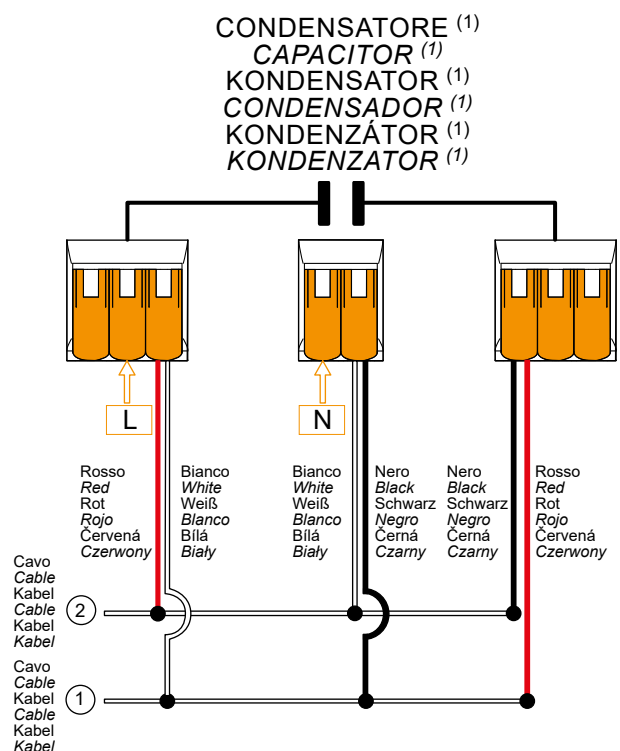 CONDENSATORE (1)
CAPACITOR (1)
KONDENSATOR (1)
CONDENSADOR (1)
KONDENZÁTOR (1)
KONDENZATOR (1)
L
N
Rosso
Red
Rot
Rojo
Červená
Czerwony
Bianco
White
Weiß
Blanco
Bílá
Biały
Bianco
White
Weiß
Blanco
Bílá
Biały
Nero
Black
Schwarz
Negro
Černá
Czarny
Nero
Black
Schwarz
Negro
Černá
Czarny
Rosso
Red
Rot
Rojo
Červená
Czerwony
Cavo
Cable
Kabel
Cable
Kabel
Kabel
2
Cavo
Cable
Kabel
Cable
Kabel
Kabel
1